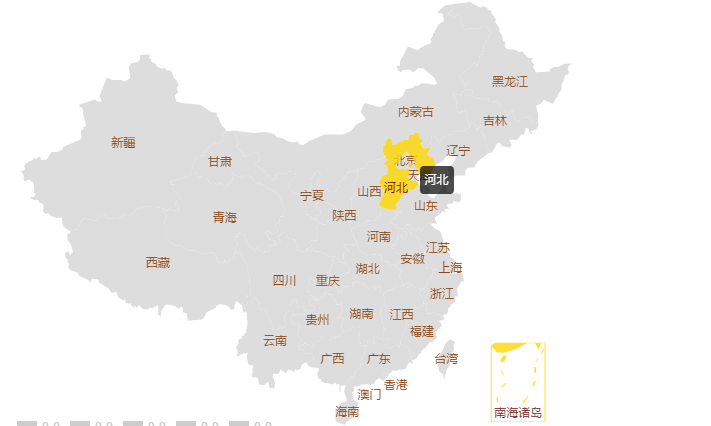 黑龙江
内蒙古
吉林
新疆
辽宁
北京
甘肃
天
河北
河北
山西
宁夏
山东
陕西
青海
河南
江苏
安徽
西藏
湖北
上海
四川
重庆
浙江
湖南
江西
贵州
福建
云南
广西
广东
台湾
香港
澳门
海南
南海诸岛